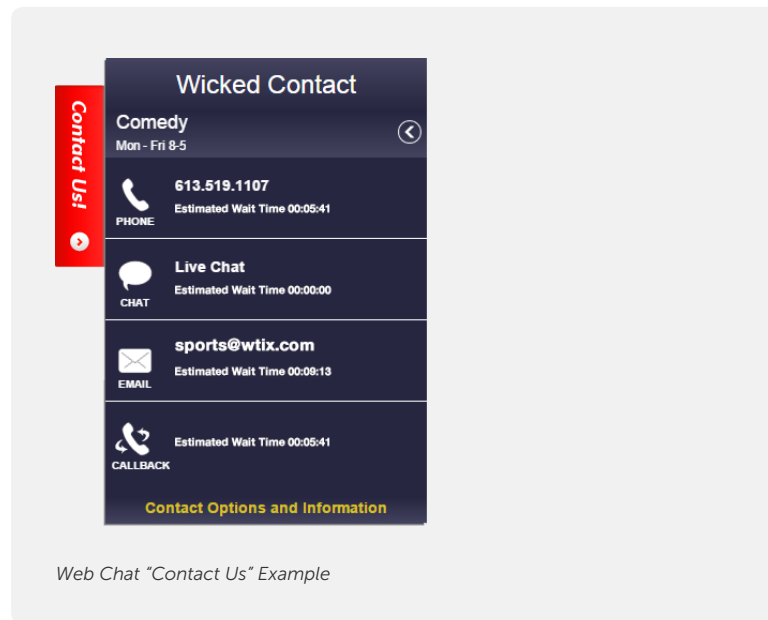 Wicked Contact
Contact Us!
Comedy
Mon - Fri 8-5
613.519.1107
Estimated Wait Time 00:05:41
PHONE
Live Chat
Estimated Wait Time 00:00:00
CHAT
sports@wtix.com
Estimated Wait Time 00:09:13
EMAIL
Estimated Wait Time 00:05:41
CALLBACK
Contact Options and Information
Web Chat “Contact Us” Example